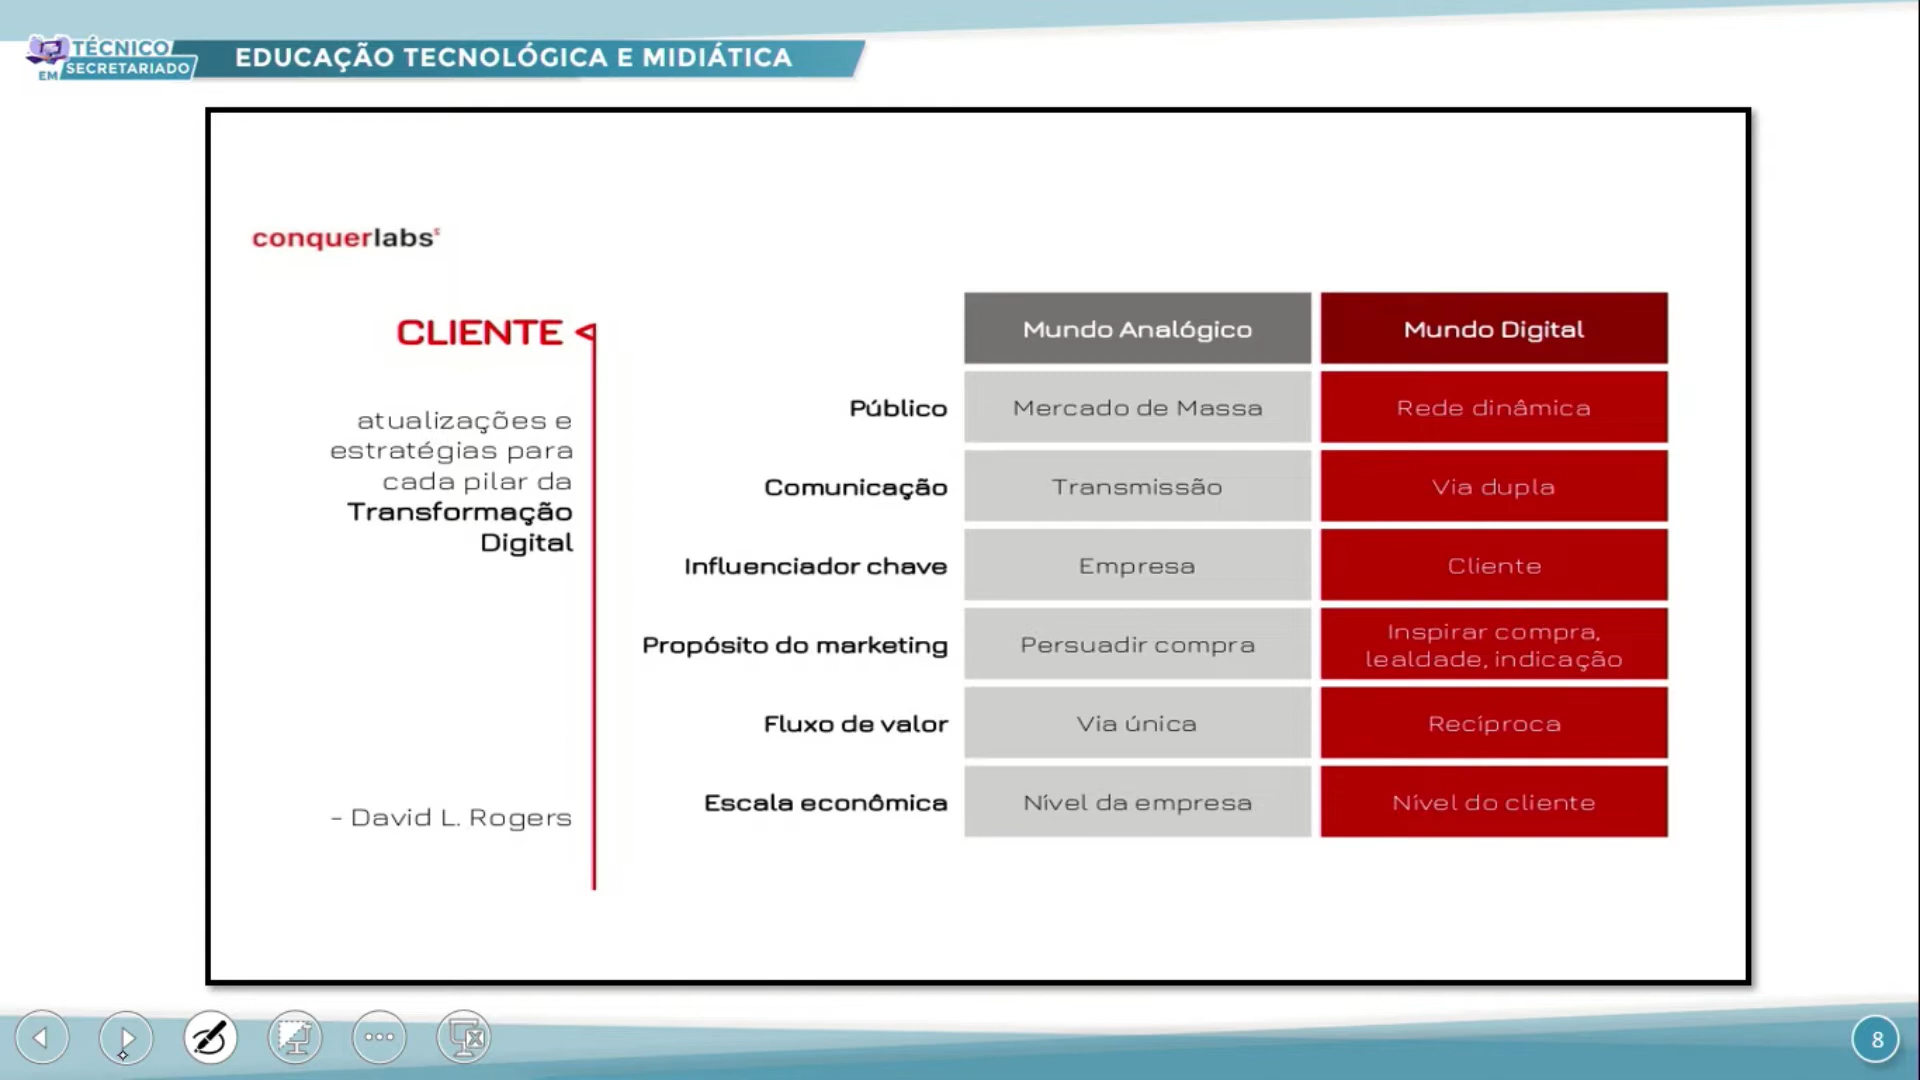 TÉCNICO
EM SECRETARIADO
EDUCAÇÃO TECNOLÓGICA E MIDIÁTICA
conquerlabsˢ
CLIENTE
atualizações e
estratégias para
cada pilar da
Transformação
Digital
- David L. Rogers
Mundo Analógico Mundo Digital
Público Mercado de Massa Rede dinâmica
Comunicação Transmissão Via dupla
Influenciador chave Empresa Cliente
Propósito do marketing Persuadir compra Inspirar compra,
lealdade, indicação
Fluxo de valor Via única Recíproca
Escala econômica Nível da empresa Nível do cliente
8